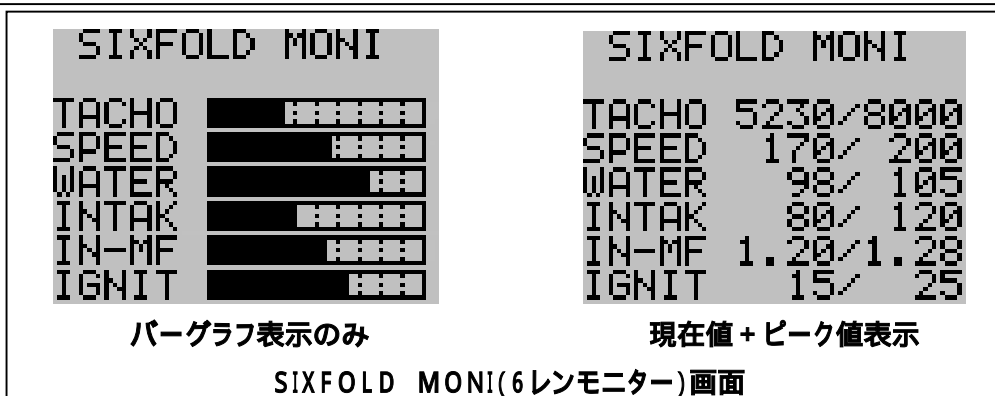 SIXFOLD MONI
TACHO
SPEED
WATER
INTAK
IN-MF
IGNIT
バーグラフ表示のみ
SIXFOLD MONI
TACHO 5230/8000
SPEED 170/ 200
WATER 98/ 105
INTAK 80/ 120
IN-MF 1.20/1.28
IGNIT 15/ 25
現在値+ピーク値表示
SIXFOLD MONI(6レンモニター)画面